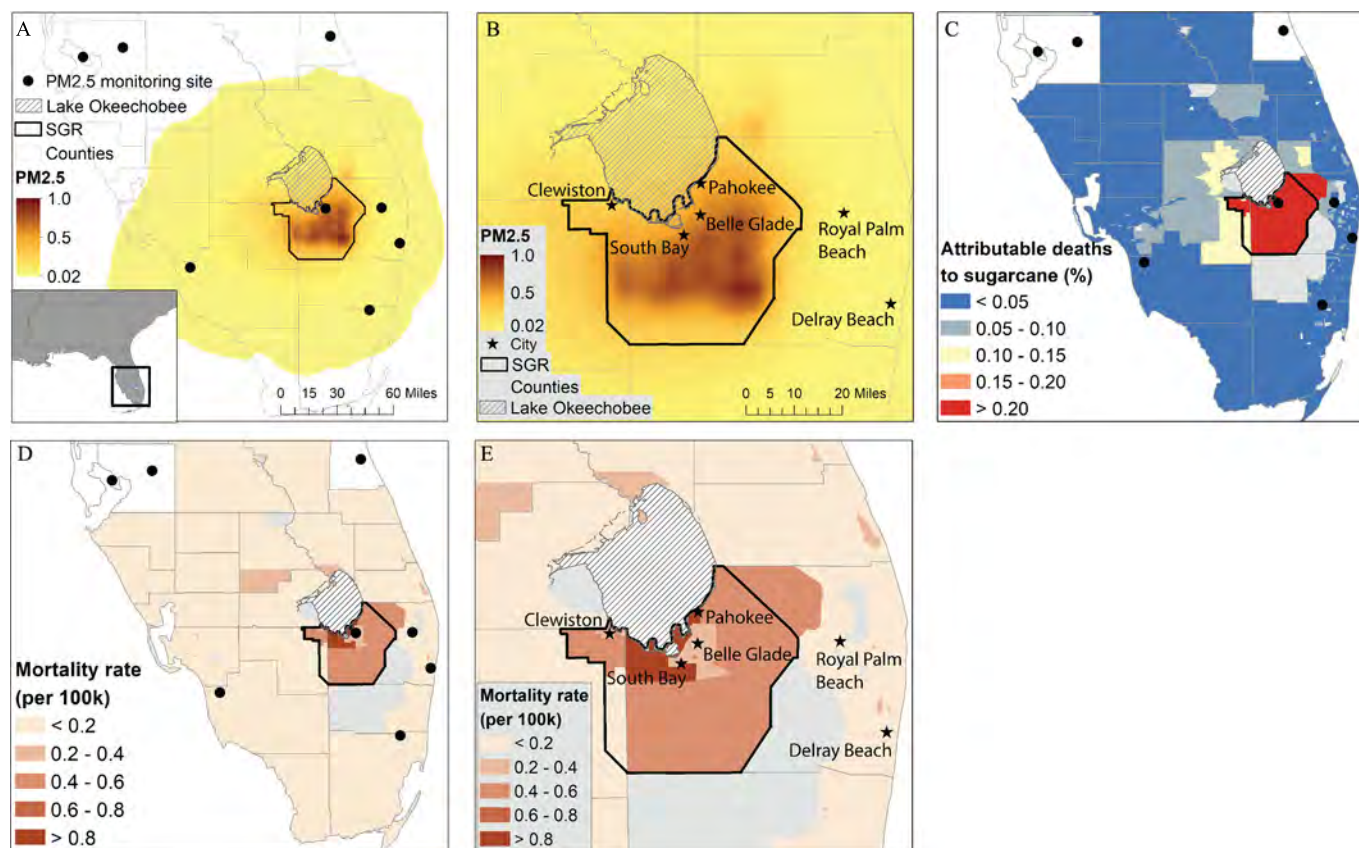 A
PM2.5 monitoring site
Lake Okeechobee
SGR
Counties
PM2.5
1.0
0.5
0.02
0 15 30 60 Miles
B
Clewiston
Pahokee
Belle Glade
South Bay
Royal Palm
Beach
Delray Beach
PM2.5
1.0
0.5
0.02
City
SGR
Counties
Lake Okeechobee
0 5 10 20 Miles
C
Attributable deaths
to sugarcane (%)
< 0.05
0.05 - 0.10
0.10 - 0.15
0.15 - 0.20
> 0.20
D
Mortality rate
(per 100k)
< 0.2
0.2 - 0.4
0.4 - 0.6
0.6 - 0.8
> 0.8
E
Clewiston
Pahokee
Belle Glade
South Bay
Royal Palm
Beach
Delray Beach
Mortality rate
(per 100k)
< 0.2
0.2 - 0.4
0.4 - 0.6
0.6 - 0.8
> 0.8